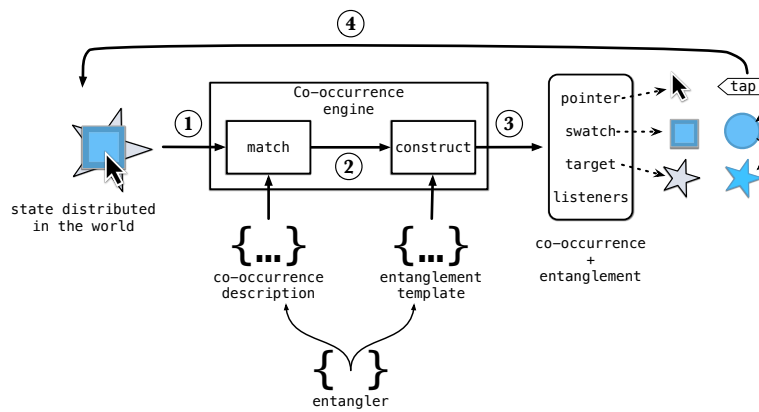 ④
Co-occurrence
engine
①
match
②
construct
③
pointer
swatch
target
listeners
tap
state distributed
in the world
{…}
co-occurrence
description
{…}
entanglement
template
co-occurrence
+
entanglement
{ }
entangler